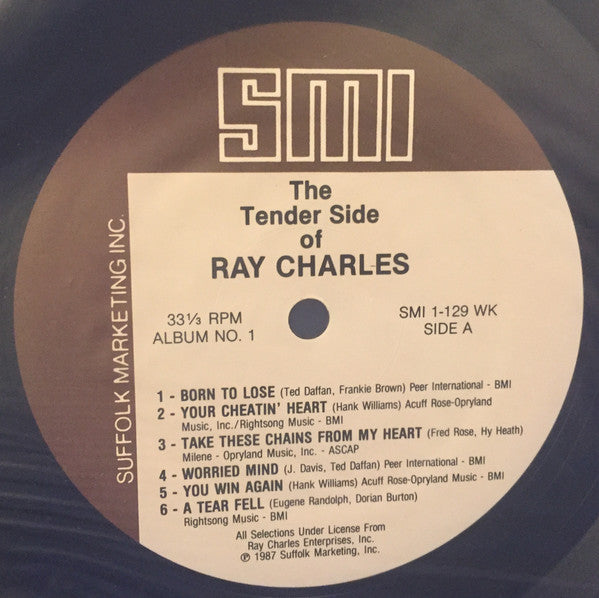 SMI
SUFFOLK MARKETING INC.
The
Tender Side
of
RAY CHARLES
33⅓ RPM
ALBUM NO. 1
SMI 1-129 WK
SIDE A
1 - BORN TO LOSE (Ted Daffan, Frankie Brown) Peer International - BMI
2 - YOUR CHEATIN' HEART (Hank Williams) Acuff Rose-Opryland
Music, Inc./Rightsong Music - BMI
3 - TAKE THESE CHAINS FROM MY HEART (Fred Rose, Hy Heath)
Milene - Opryland Music, Inc. - ASCAP
4 - WORRIED MIND (J. Davis, Ted Daffan) Peer International - BMI
5 - YOU WIN AGAIN (Hank Williams) Acuff Rose-Opryland Music - BMI
6 - A TEAR FELL (Eugene Randolph, Dorian Burton)
Rightsong Music - BMI
All Selections Under License From
Ray Charles Enterprises, Inc.
℗ 1987 Suffolk Marketing, Inc.